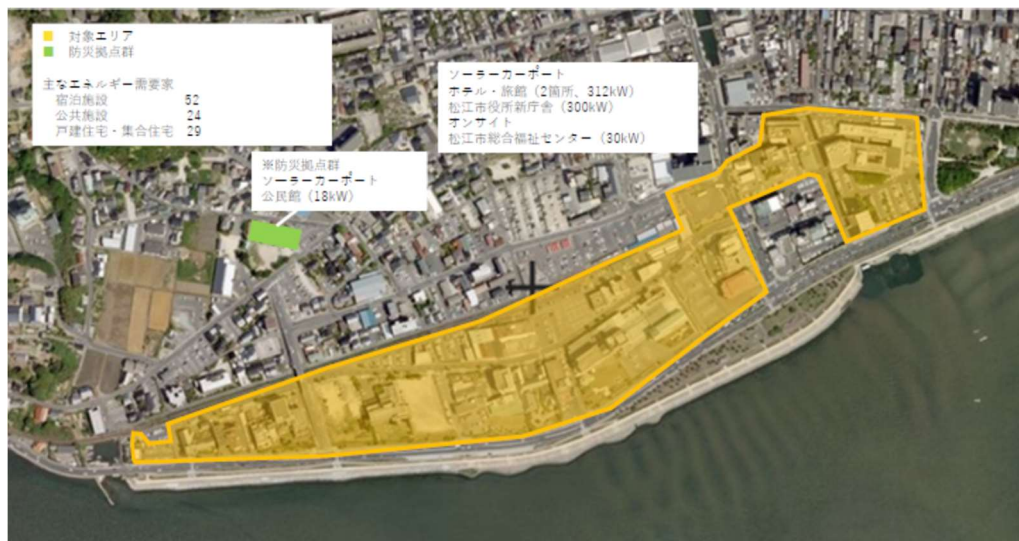 対象エリア
防災拠点群
主なエネルギー需要家
宿泊施設 52
公共施設 24
戸建住宅・集合住宅 29
ソーラーカーポート
ホテル・旅館（2箇所、312kW）
松江市役所新庁舎（300kW）
オンサイト
松江市総合福祉センター（30kW）
※防災拠点群
ソーラーカーポート
公民館（18kW）